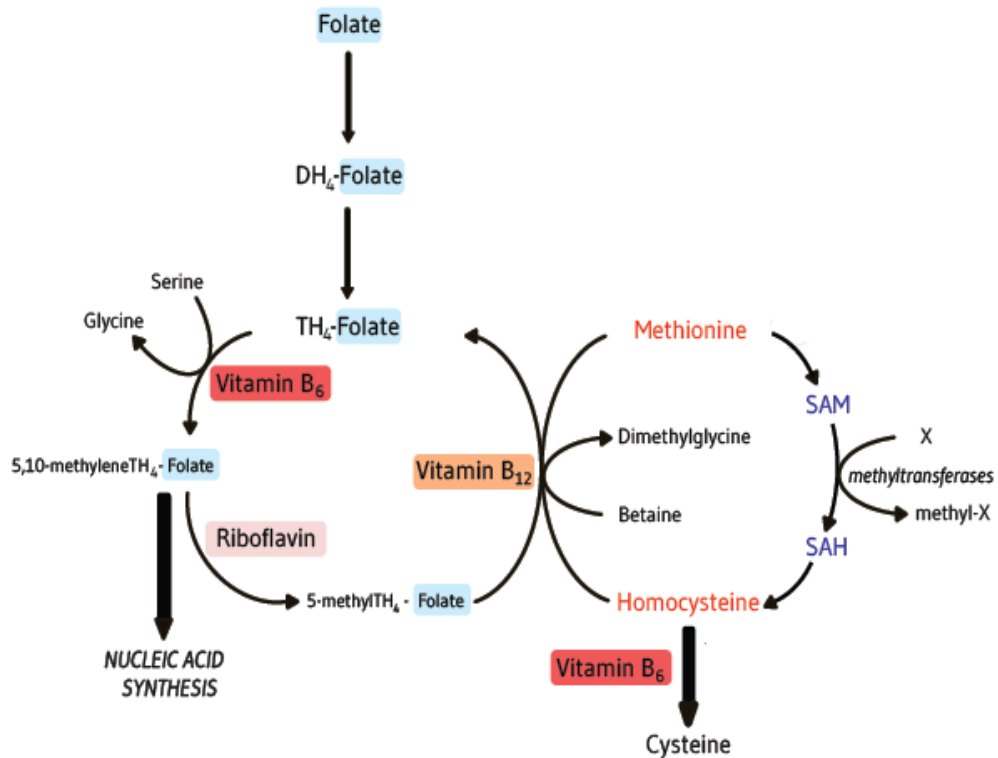 Folate
DH₄-Folate
Serine
Glycine
TH₄-Folate
Methionine
Vitamin B₆
SAM
Dimethylglycine
X
5,10-methyleneTH₄- Folate
Vitamin B₁₂
methyltransferases
Betaine
methyl-X
Riboflavin
SAH
5-methylTH₄ - Folate
Homocysteine
NUCLEIC ACID
SYNTHESIS
Vitamin B₆
Cysteine